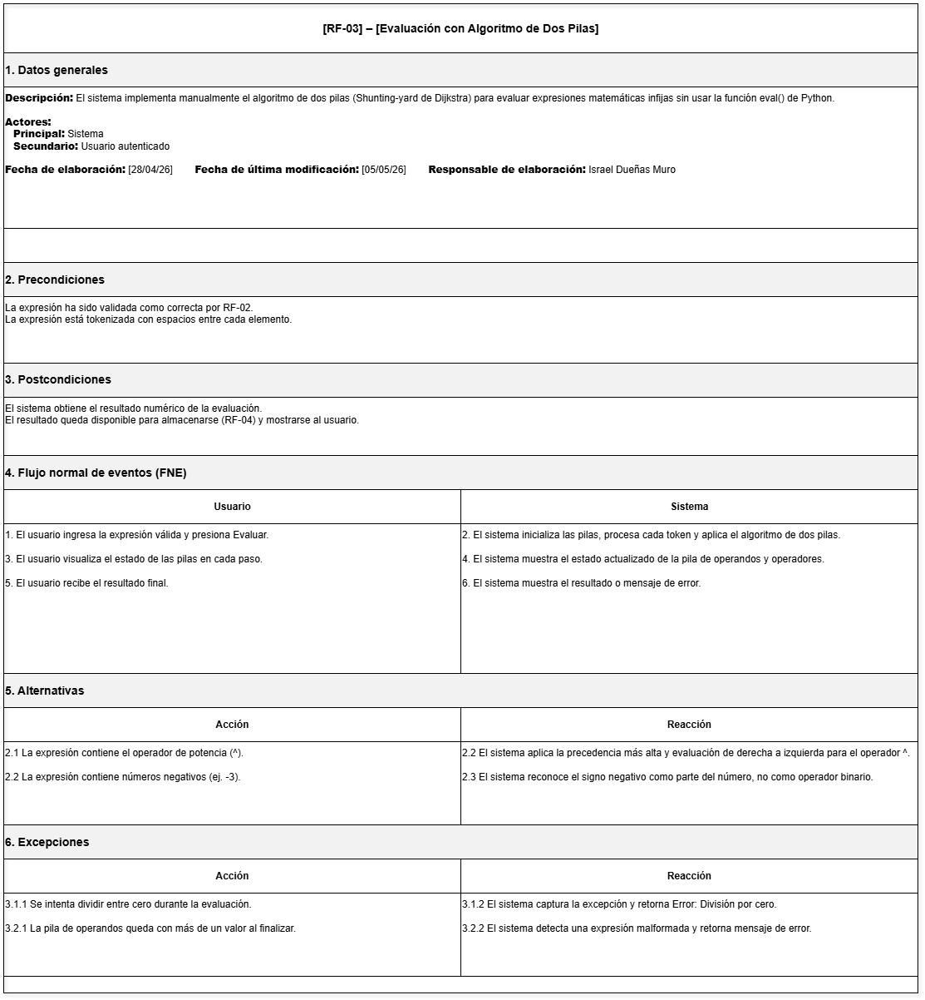 [RF-03] – [Evaluación con Algoritmo de Dos Pilas]
1. Datos generales
Descripción: El sistema implementa manualmente el algoritmo de dos pilas (Shunting-yard de Dijkstra) para evaluar expresiones matemáticas infijas sin usar la función eval() de Python.
Actores:
Principal: Sistema
Secundario: Usuario autenticado
Fecha de elaboración: [28/04/26] Fecha de última modificación: [05/05/26] Responsable de elaboración: Israel Dueñas Muro
2. Precondiciones
La expresión ha sido validada como correcta por RF-02.
La expresión está tokenizada con espacios entre cada elemento.
3. Postcondiciones
El sistema obtiene el resultado numérico de la evaluación.
El resultado queda disponible para almacenarse (RF-04) y mostrarse al usuario.
4. Flujo normal de eventos (FNE)
Usuario Sistema
1. El usuario ingresa la expresión válida y presiona Evaluar. 2. El sistema inicializa las pilas, procesa cada token y aplica el algoritmo de dos pilas.
3. El usuario visualiza el estado de las pilas en cada paso. 4. El sistema muestra el estado actualizado de la pila de operandos y operadores.
5. El usuario recibe el resultado final. 6. El sistema muestra el resultado o mensaje de error.
5. Alternativas
Acción Reacción
2.1 La expresión contiene el operador de potencia (^). 2.2 El sistema aplica la precedencia más alta y evaluación de derecha a izquierda para el operador ^.
2.2 La expresión contiene números negativos (ej. -3). 2.3 El sistema reconoce el signo negativo como parte del número, no como operador binario.
6. Excepciones
Acción Reacción
3.1.1 Se intenta dividir entre cero durante la evaluación. 3.1.2 El sistema captura la excepción y retorna Error: División por cero.
3.2.1 La pila de operandos queda con más de un valor al finalizar. 3.2.2 El sistema detecta una expresión malformada y retorna mensaje de error.